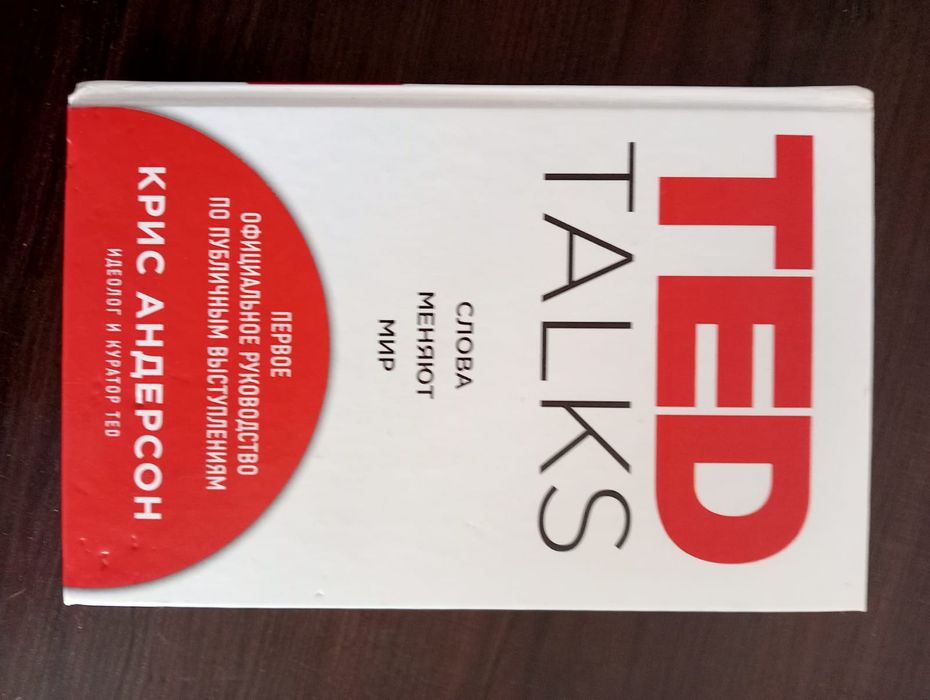 TED
TALKS
СЛОВА
МЕНЯЮТ
МИР
ПЕРВОЕ
ОФИЦИАЛЬНОЕ РУКОВОДСТВО
ПО ПУБЛИЧНЫМ ВЫСТУПЛЕНИЯМ
КРИС АНДЕРСОН
ИДЕОЛОГ И КУРАТОР TED